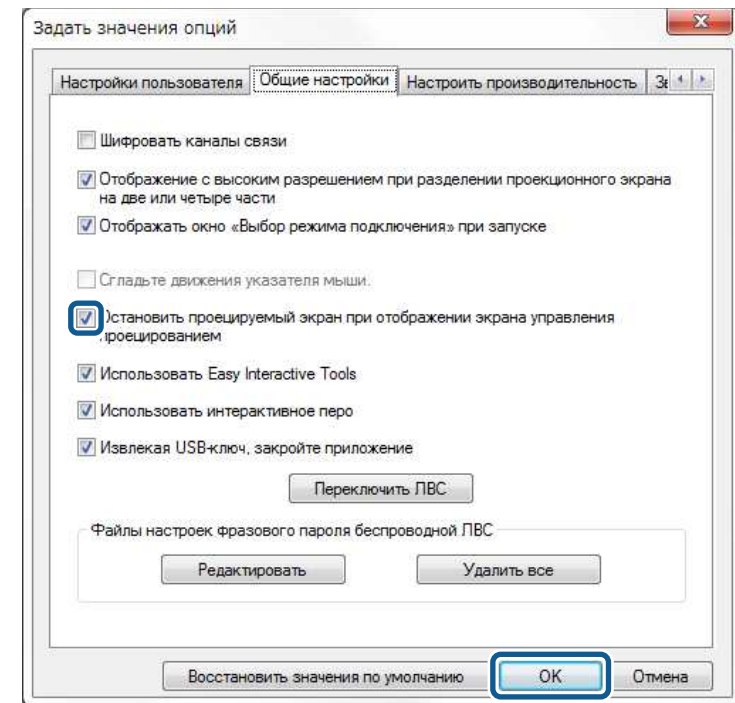 Задать значения опций
Настройки пользователя Общие настройки Настроить производительность
Шифровать каналы связи
Отображение с высоким разрешением при разделении проекционного экрана
на две или четыре части
Отображать окно «Выбор режима подключения» при запуске
Сгладьте движения указателя мыши.
Остановить проецируемый экран при отображении экрана управления
проецированием
Использовать Easy Interactive Tools
Использовать интерактивное перо
Извлекая USB-ключ, закройте приложение
Переключить ЛВС
Файлы настроек фразового пароля беспроводной ЛВС
Редактировать Удалить все
Восстановить значения по умолчанию OK Отмена